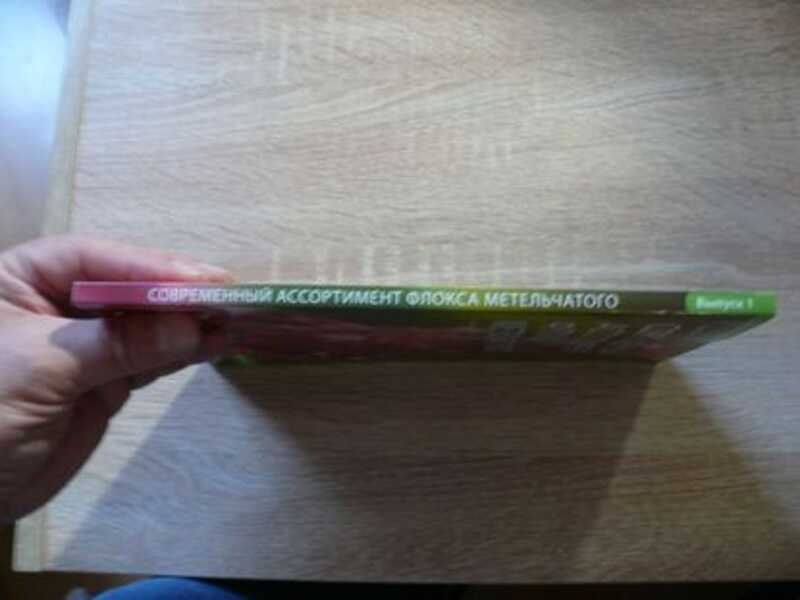 СОВРЕМЕННЫЙ АССОРТИМЕНТ ФЛОКСА МЕТЕЛЬЧАТОГО Выпуск 1